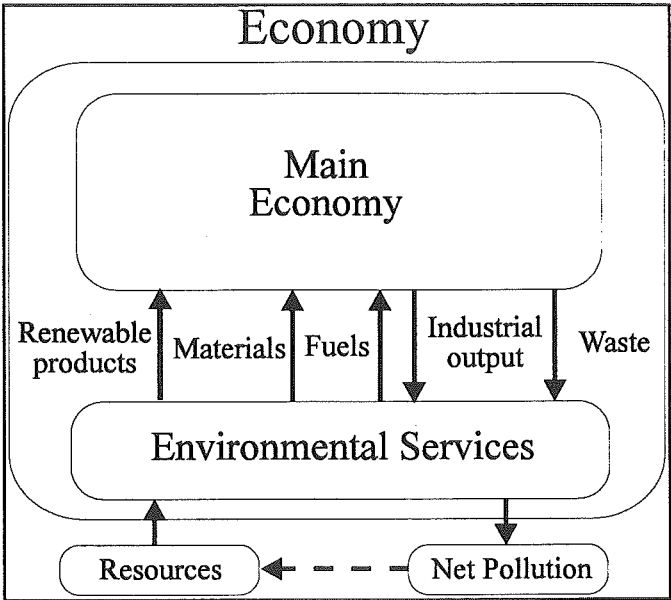 Economy
Main
Economy
Renewable
products
Materials
Fuels
Industrial
output
Waste
Environmental Services
Resources
Net Pollution